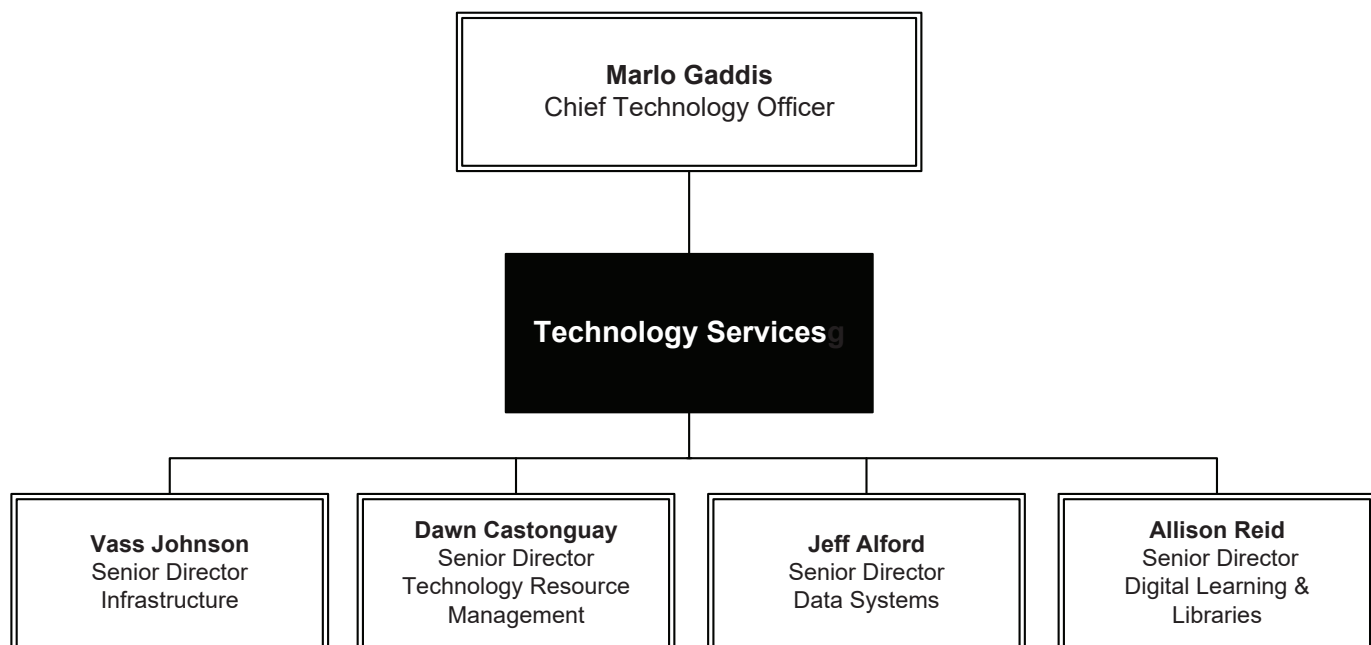 Marlo Gaddis
Chief Technology Officer
Technology Servicesg
Vass Johnson
Senior Director
Infrastructure
Dawn Castonguay
Senior Director
Technology Resource
Management
Jeff Alford
Senior Director
Data Systems
Allison Reid
Senior Director
Digital Learning &
Libraries